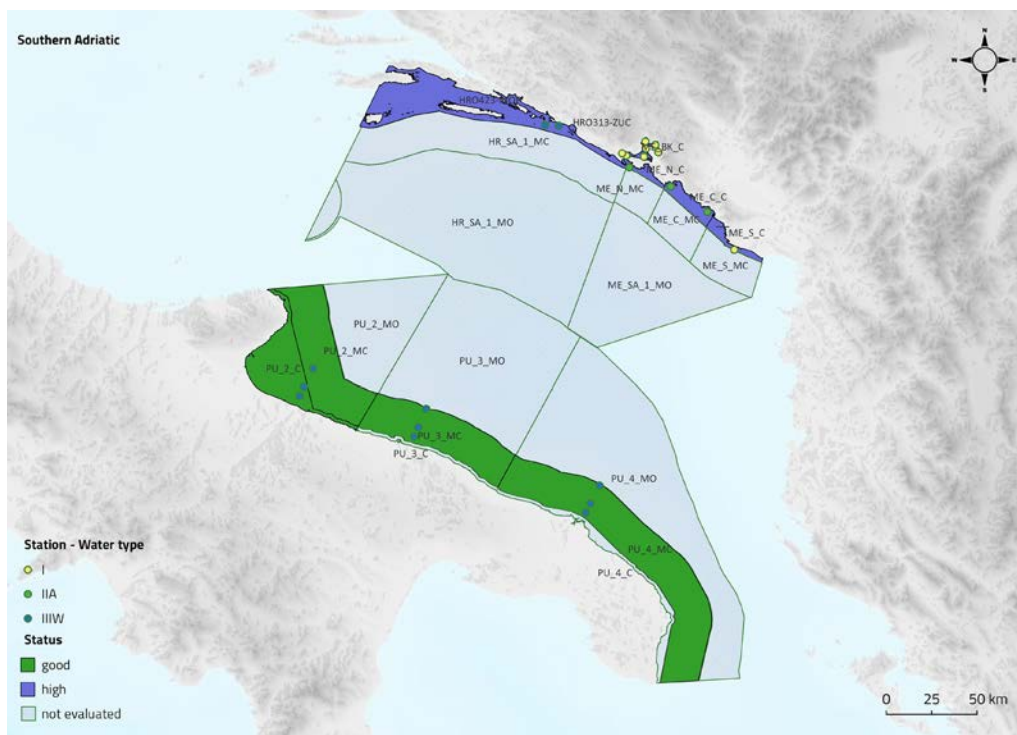 Southern Adriatic
N
W E
S
HRO313-ZUC
HR_SA_1_MC
ME_N_C
ME_N_MC
ME_C_C
ME_C_MC
ME_S_C
ME_S_MC
HR_SA_1_MO
ME_SA_1_MO
PU_2_MO
PU_2_MC
PU_2_C
PU_3_MO
PU_3_MC
PU_3_C
PU_4_MO
PU_4_MC
PU_4_C
Station - Water type
I
IIA
IIIW
Status
good
high
not evaluated
0 25 50 km